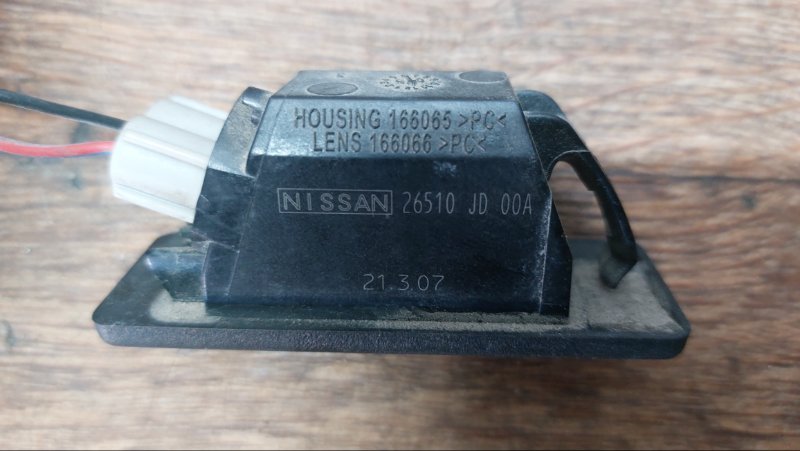 HOUSING 166065 >PC<
LENS 166066 >PC<
NISSAN 26510 JD 00A
21.3.07